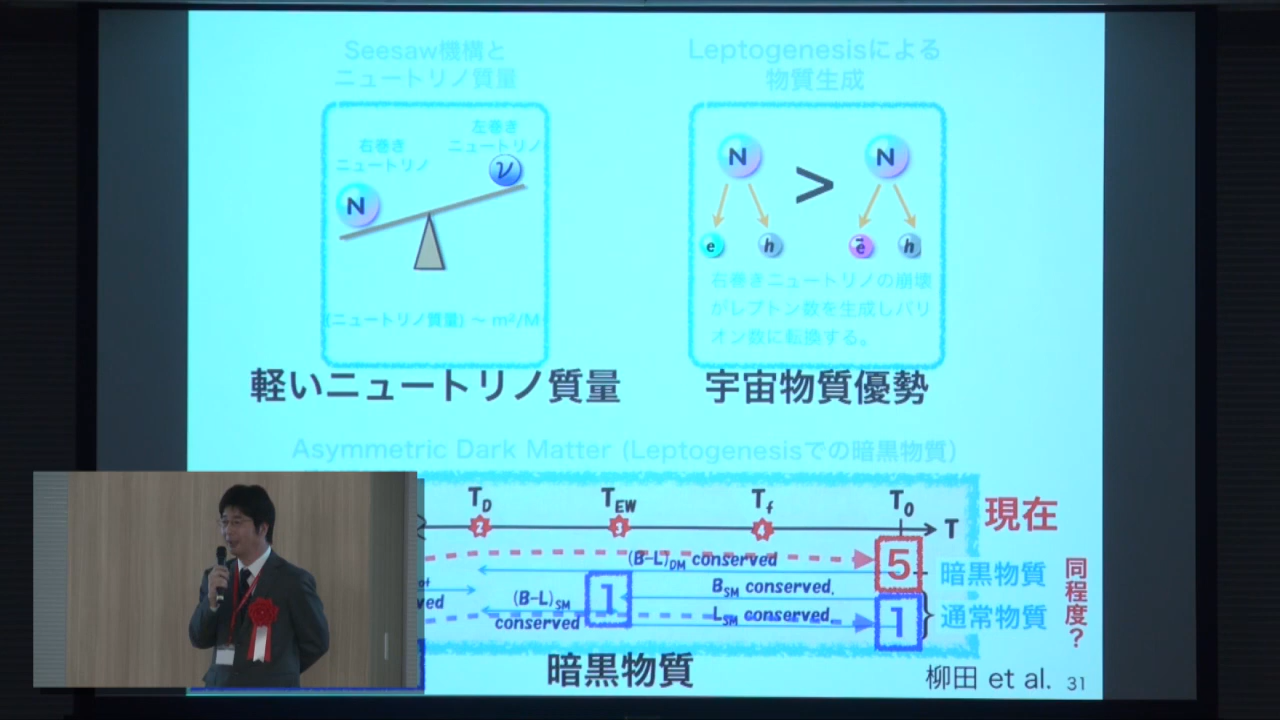 Seesaw機構と
ニュートリノ質量
右巻き
ニュートリノ
左巻き
ニュートリノ
N
ν
(ニュートリノ質量) ～ m²/M
軽いニュートリノ質量
Leptogenesisによる
物質生成
N > N
e h ē h
右巻きニュートリノの崩壊
がレプトン数を生成しバリ
オン数に転換する。
宇宙物質優勢
Asymmetric Dark Matter (Leptogenesisでの暗黒物質)
T_D T_EW T_f T_0
2 3 4 T
現在
(B-L)_DM conserved
5 暗黒物質
(B-L)_SM
conserved
1
B_SM conserved
L_SM conserved
1 通常物質
同程度？
暗黒物質
柳田 et al. 31